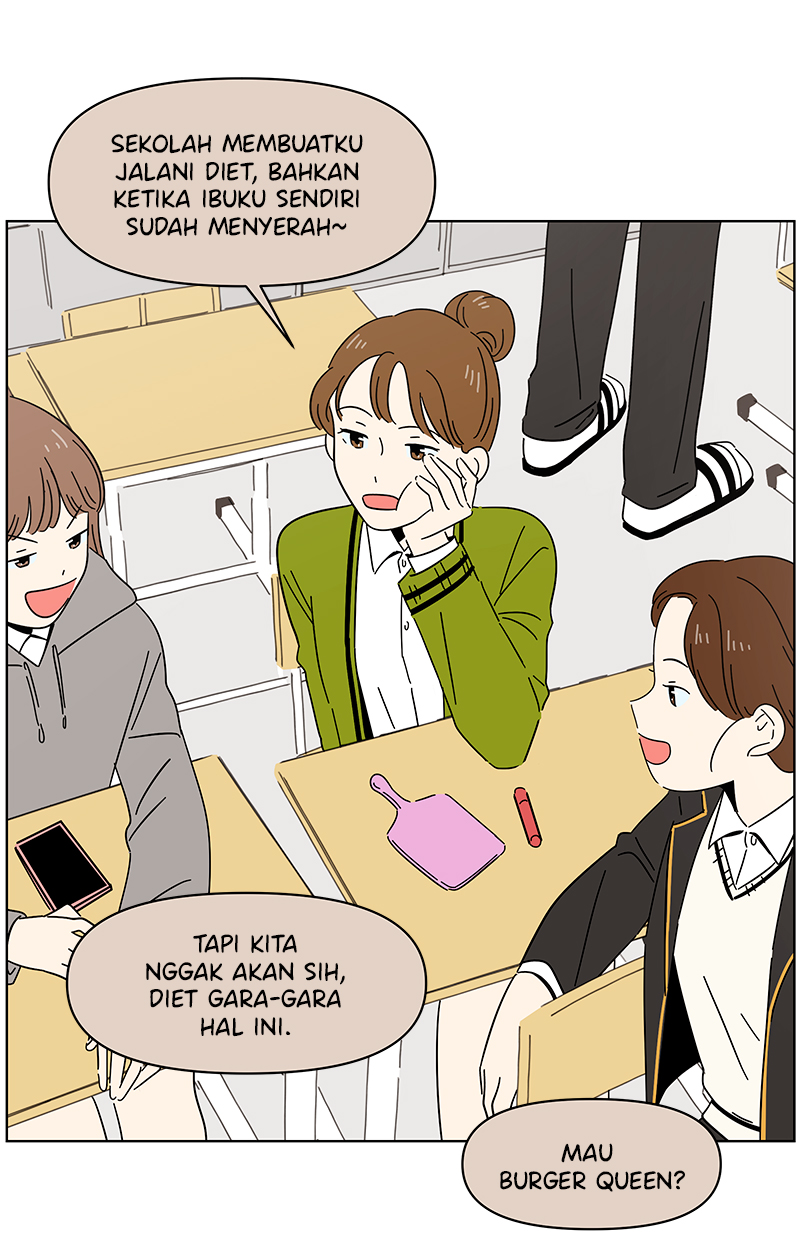 SEKOLAH MEMBUATKU
JALANI DIET, BAHKAN
KETIKA IBUKU SENDIRI
SUDAH MENYERAH~
TAPI KITA
NGGAK AKAN SIH,
DIET GARA-GARA
HAL INI.
MAU
BURGER QUEEN?